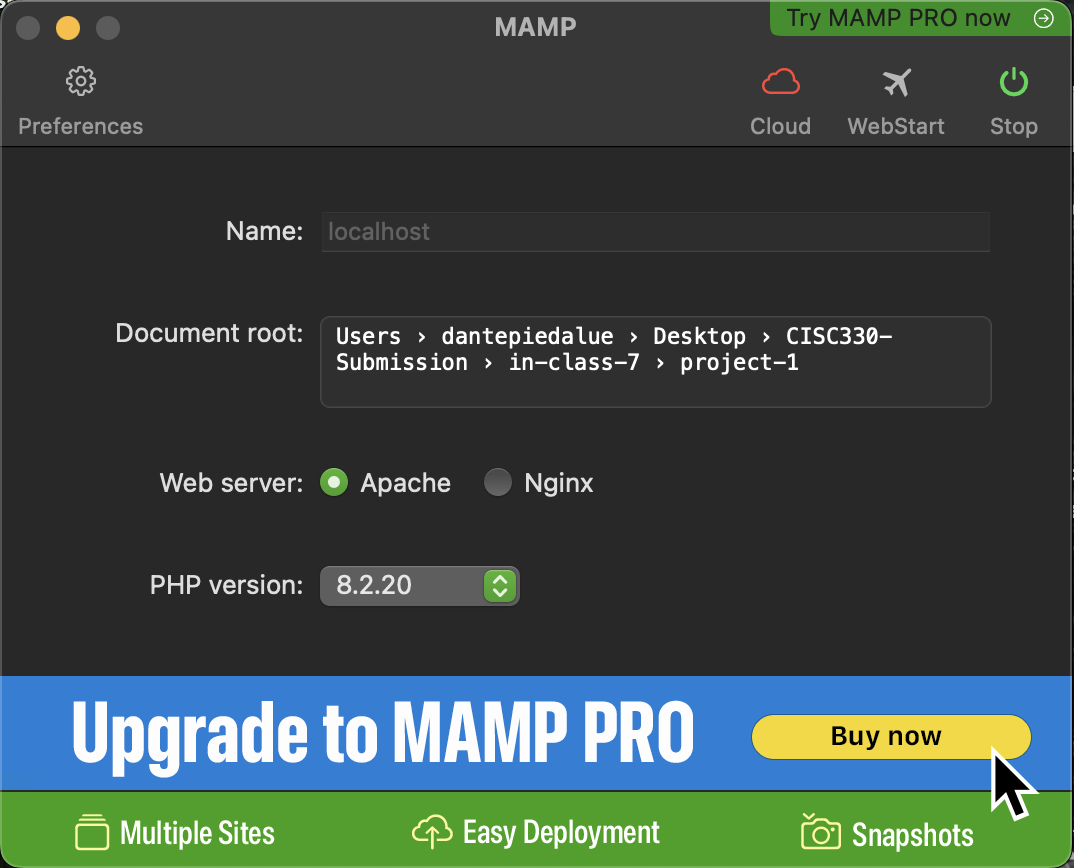 MAMP
Try MAMP PRO now
Preferences
Cloud
WebStart
Stop
Name: localhost
Document root: Users › dantepiedalue › Desktop › CISC330-
Submission › in-class-7 › project-1
Web server: Apache Nginx
PHP version: 8.2.20
Upgrade to MAMP PRO
Buy now
Multiple Sites
Easy Deployment
Snapshots